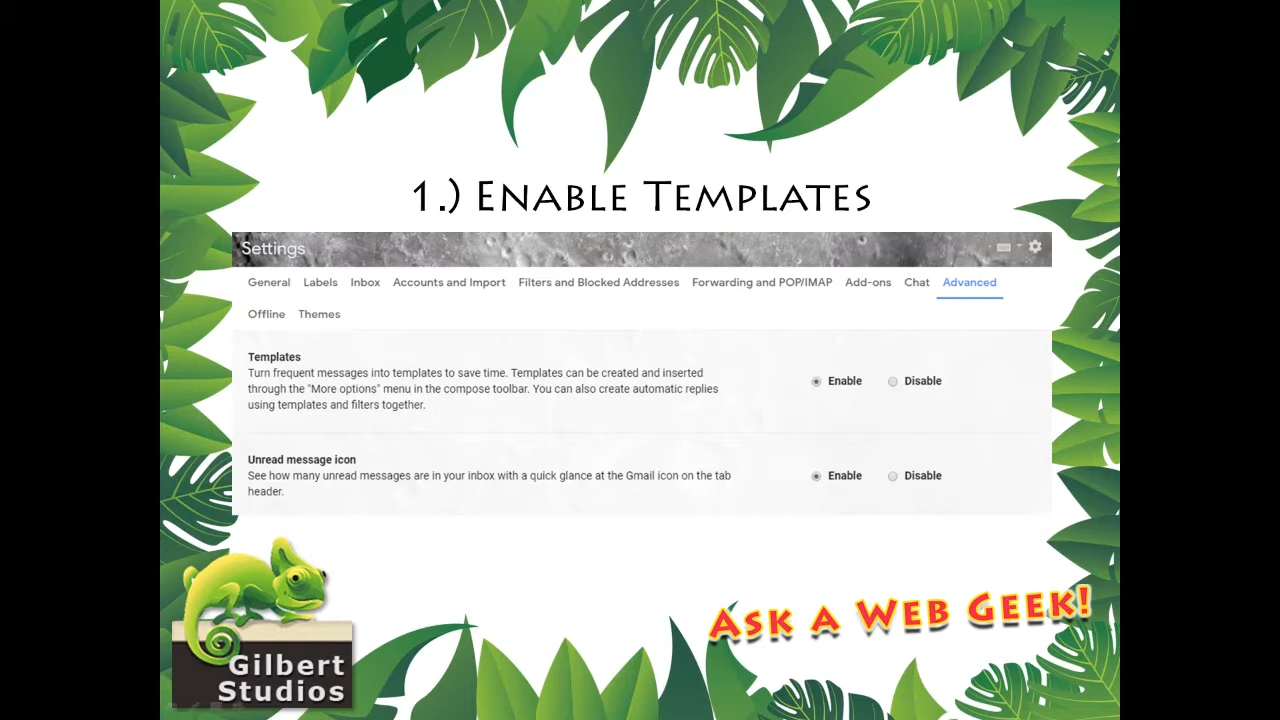 1.) Enable Templates
Settings
General Labels Inbox Accounts and Import Filters and Blocked Addresses Forwarding and POP/IMAP Add-ons Chat Advanced
Offline Themes
Templates
Turn frequent messages into templates to save time. Templates can be created and inserted
through the "More options" menu in the compose toolbar. You can also create automatic replies
using templates and filters together.
Enable Disable
Unread message icon
See how many unread messages are in your inbox with a quick glance at the Gmail icon on the tab
header.
Enable Disable
Ask a Web Geek!
Gilbert
Studios